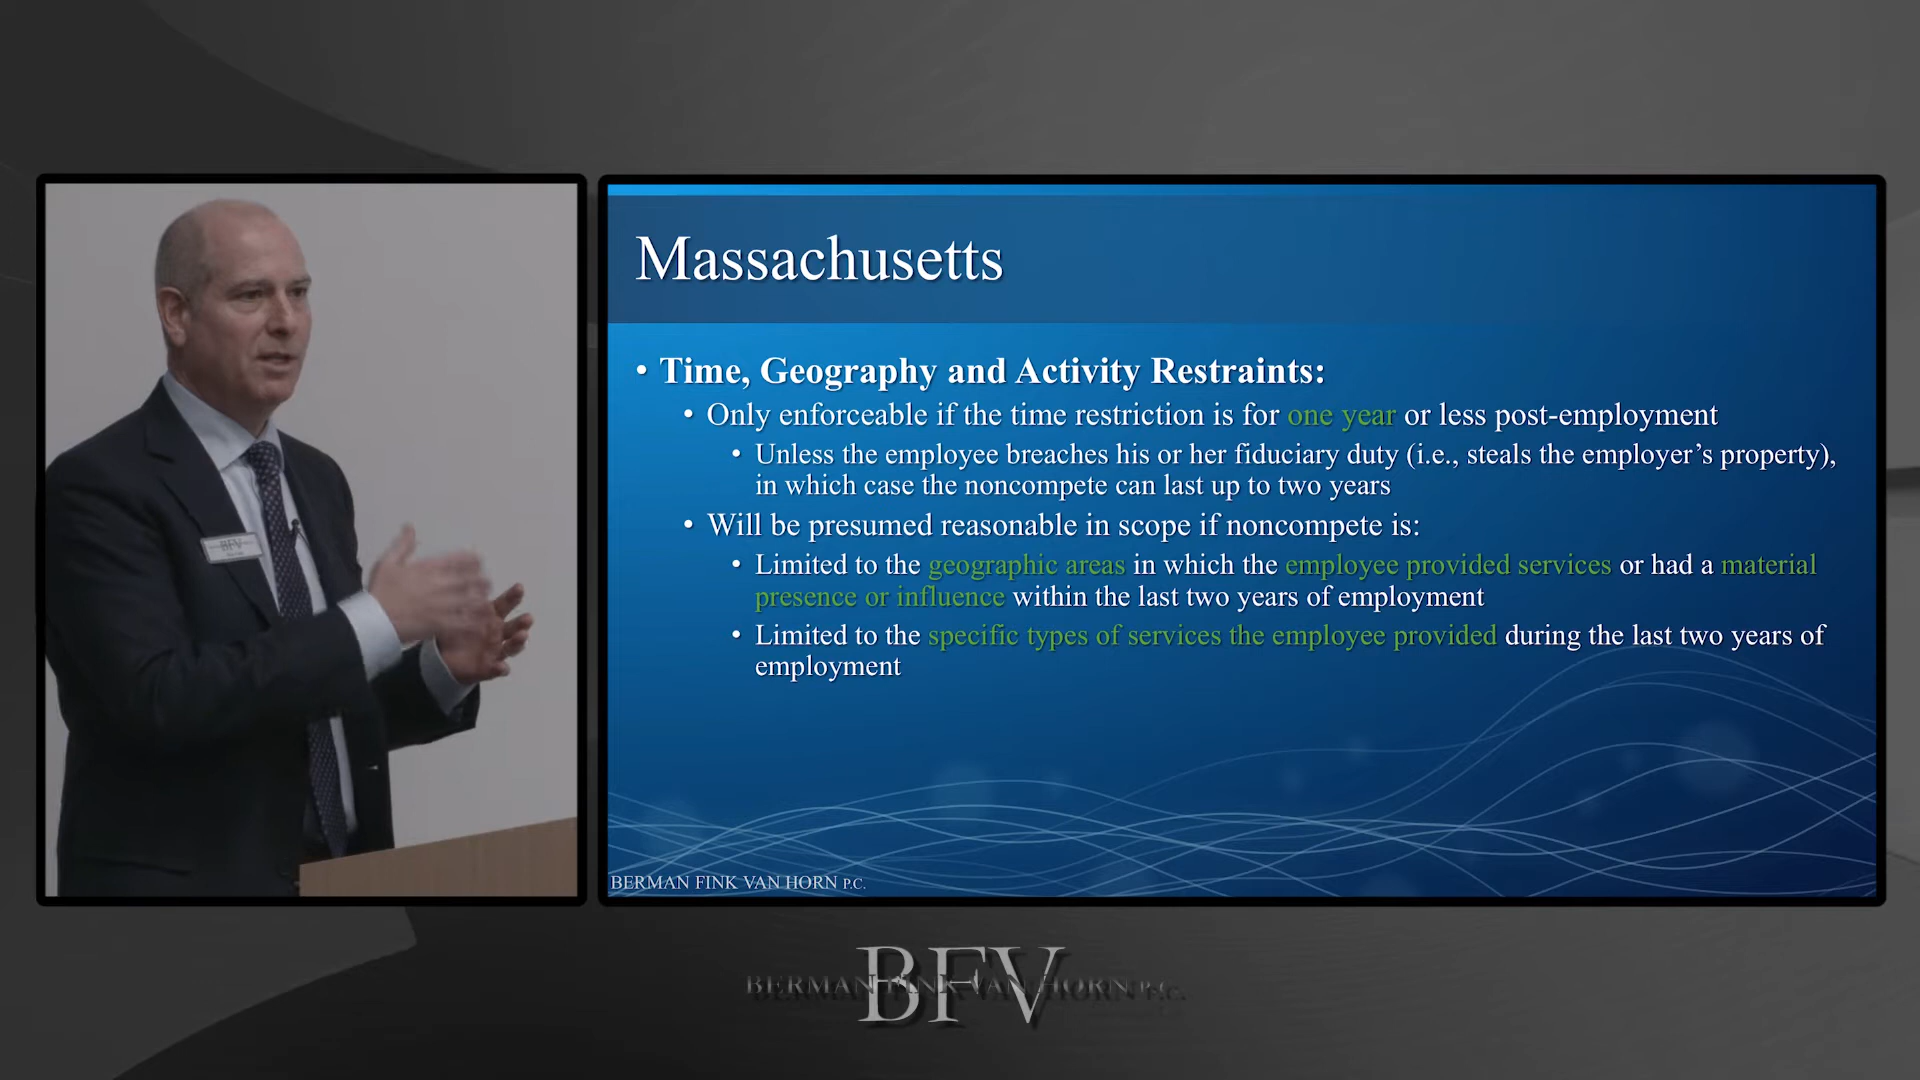 Massachusetts
• Time, Geography and Activity Restraints:
• Only enforceable if the time restriction is for one year or less post-employment
• Unless the employee breaches his or her fiduciary duty (i.e., steals the employer’s property),
in which case the noncompete can last up to two years
• Will be presumed reasonable in scope if noncompete is:
• Limited to the geographic areas in which the employee provided services or had a material
presence or influence within the last two years of employment
• Limited to the specific types of services the employee provided during the last two years of
employment
BERMAN FINK VAN HORN P.C.
BFV
BFV
BERMAN FINK VAN HORN P.C.